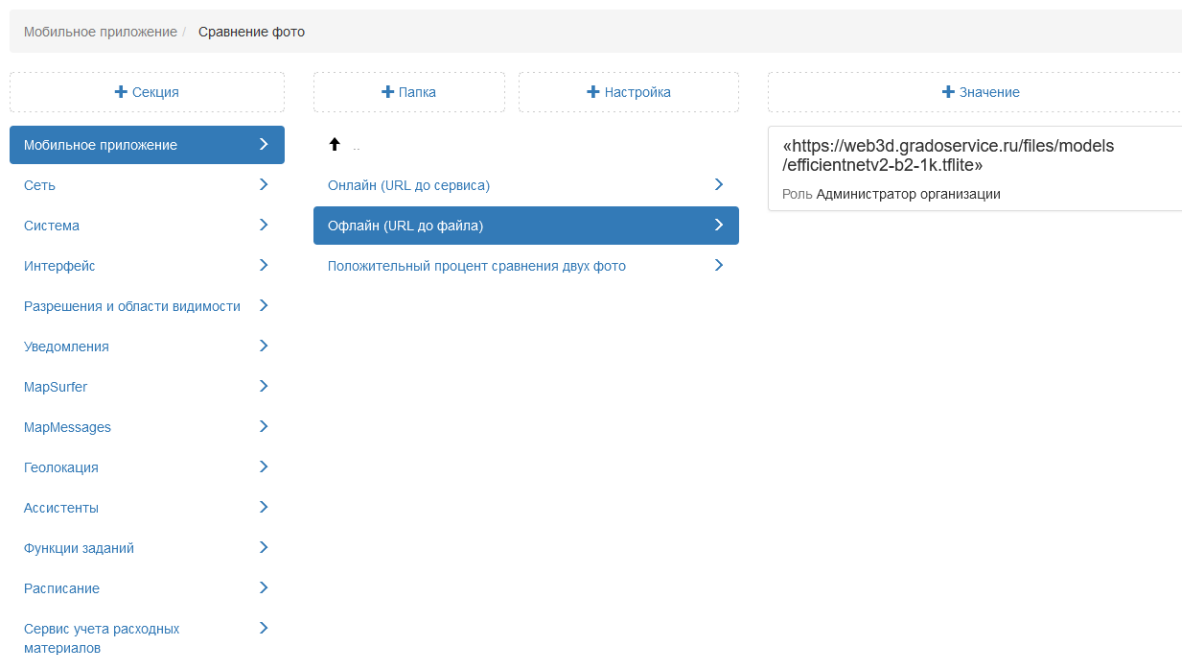 Мобильное приложение / Сравнение фото
+ Секция
+ Папка
+ Настройка
+ Значение
Мобильное приложение
Сеть
Система
Интерфейс
Разрешения и области видимости
Уведомления
MapSurfer
MapMessages
Геолокация
Ассистенты
Функции заданий
Расписание
Сервис учета расходных
материалов
..
Онлайн (URL до сервиса)
Офлайн (URL до файла)
Положительный процент сравнения двух фото
«https://web3d.gradoservice.ru/files/models
/efficientnetv2-b2-1k.tflite»
Роль Администратор организации